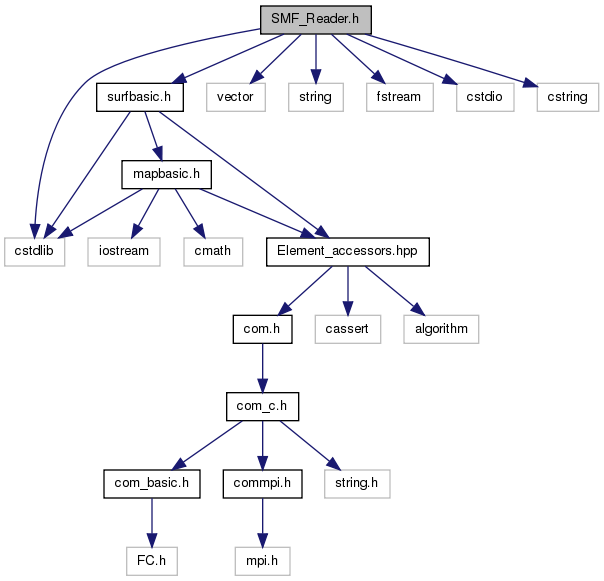 SMF_Reader.h
surfbasic.h
vector
string
fstream
cstdio
cstring
mapbasic.h
cstdlib
iostream
cmath
Element_accessors.hpp
com.h
cassert
algorithm
com_c.h
com_basic.h
commpi.h
string.h
FC.h
mpi.h